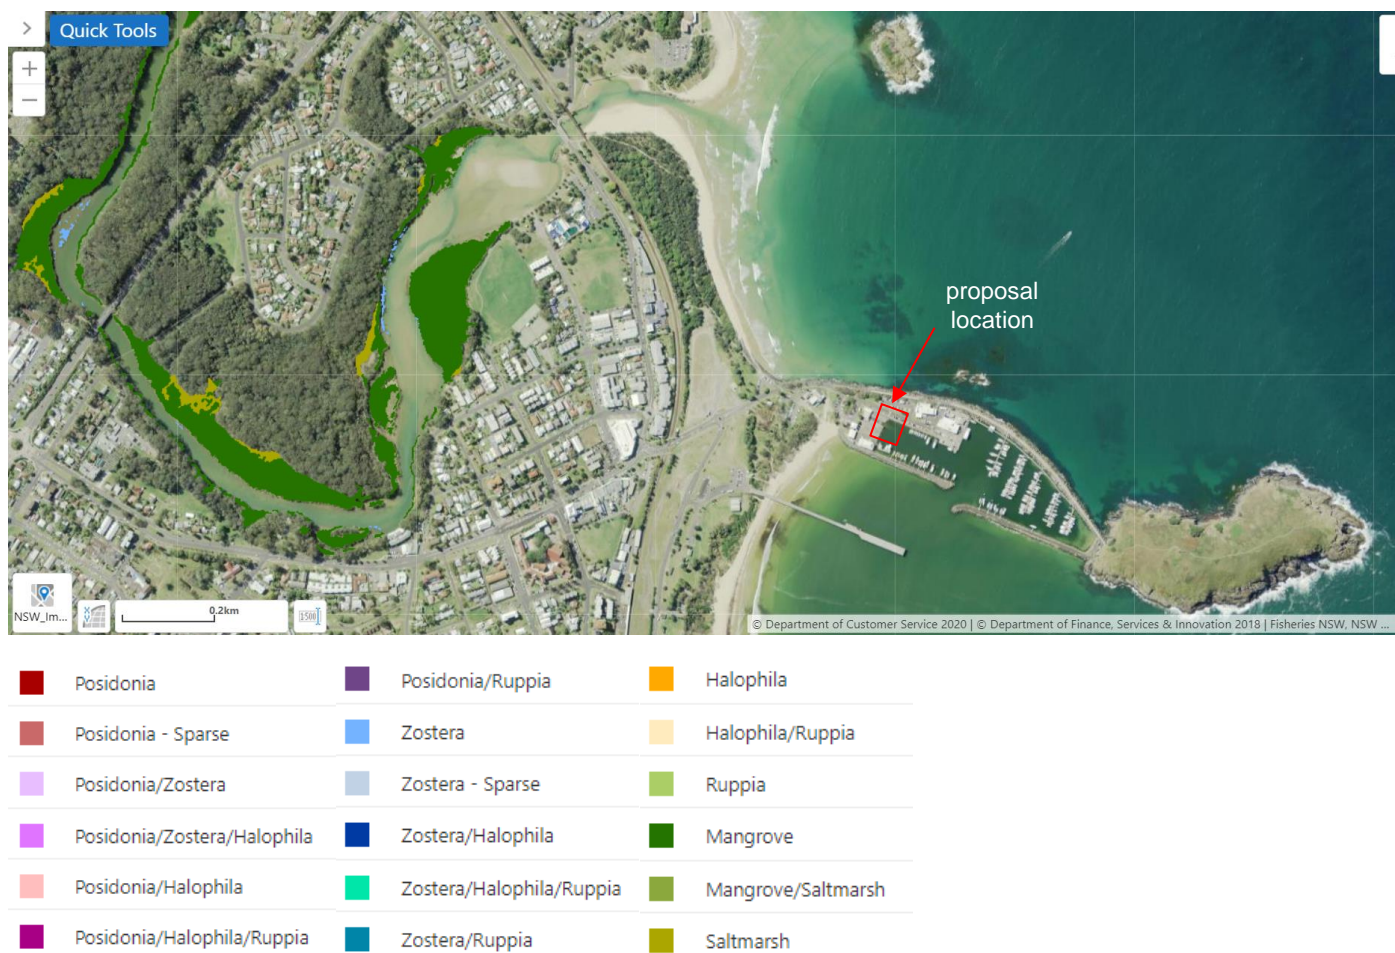 Quick Tools
proposal
location
NSW_Im...
0.2km
© Department of Customer Service 2020 | © Department of Finance, Services & Innovation 2018 | Fisheries NSW, NSW ...
Posidonia
Posidonia - Sparse
Posidonia/Zostera
Posidonia/Zostera/Halophila
Posidonia/Halophila
Posidonia/Halophila/Ruppia
Posidonia/Ruppia
Zostera
Zostera - Sparse
Zostera/Halophila
Zostera/Halophila/Ruppia
Zostera/Ruppia
Halophila
Halophila/Ruppia
Ruppia
Mangrove
Mangrove/Saltmarsh
Saltmarsh